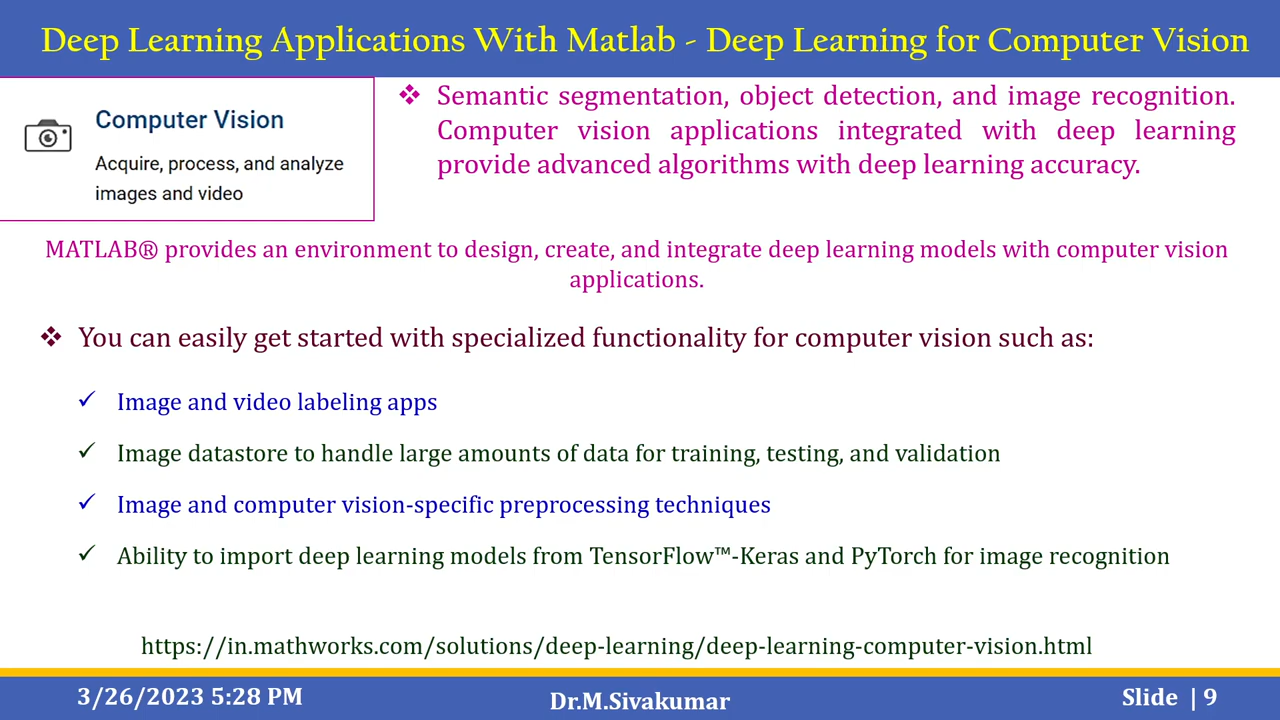 Deep Learning Applications With Matlab - Deep Learning for Computer Vision
Computer Vision
Acquire, process, and analyze
images and video
❖ Semantic segmentation, object detection, and image recognition.
Computer vision applications integrated with deep learning
provide advanced algorithms with deep learning accuracy.
MATLAB® provides an environment to design, create, and integrate deep learning models with computer vision
applications.
❖ You can easily get started with specialized functionality for computer vision such as:
✓ Image and video labeling apps
✓ Image datastore to handle large amounts of data for training, testing, and validation
✓ Image and computer vision-specific preprocessing techniques
✓ Ability to import deep learning models from TensorFlow™-Keras and PyTorch for image recognition
https://in.mathworks.com/solutions/deep-learning/deep-learning-computer-vision.html
3/26/2023 5:28 PM
Dr.M.Sivakumar
Slide | 9